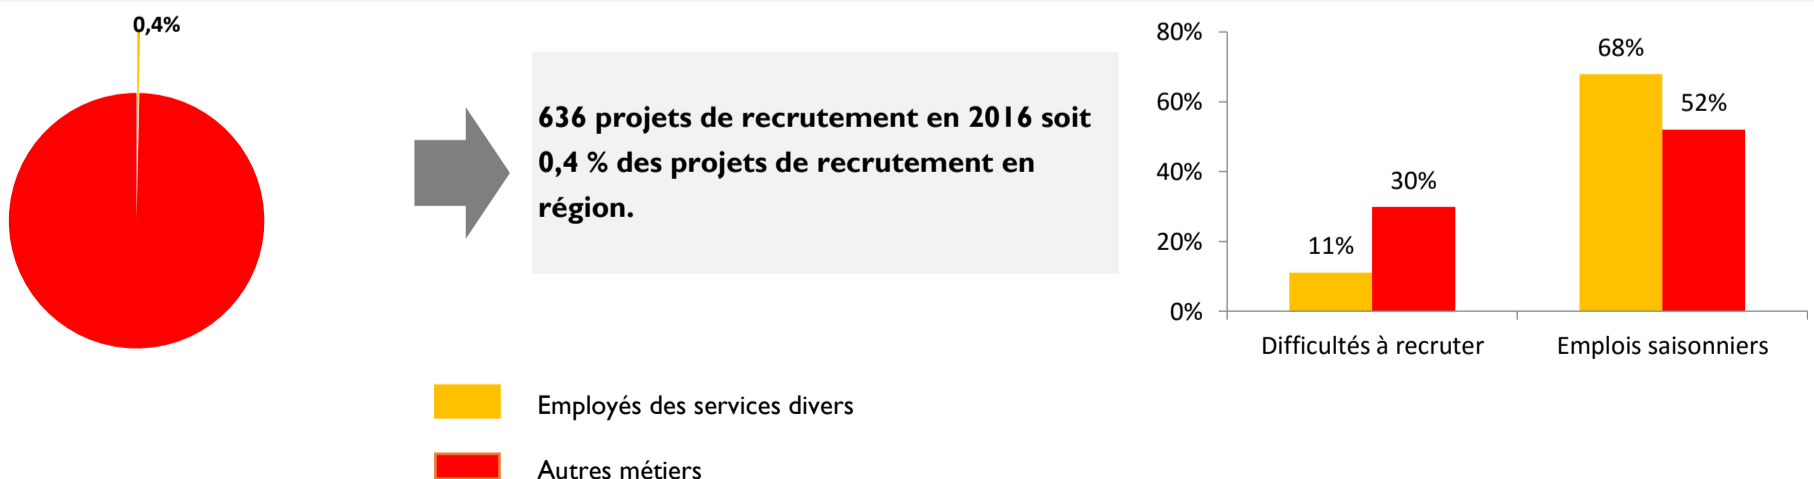 0,4%
636 projets de recrutement en 2016 soit
0,4 % des projets de recrutement en
région.
80%
60%
40%
20%
0%
11%
30%
68%
52%
Difficultés à recruter
Emplois saisonniers
Employés des services divers
Autres métiers